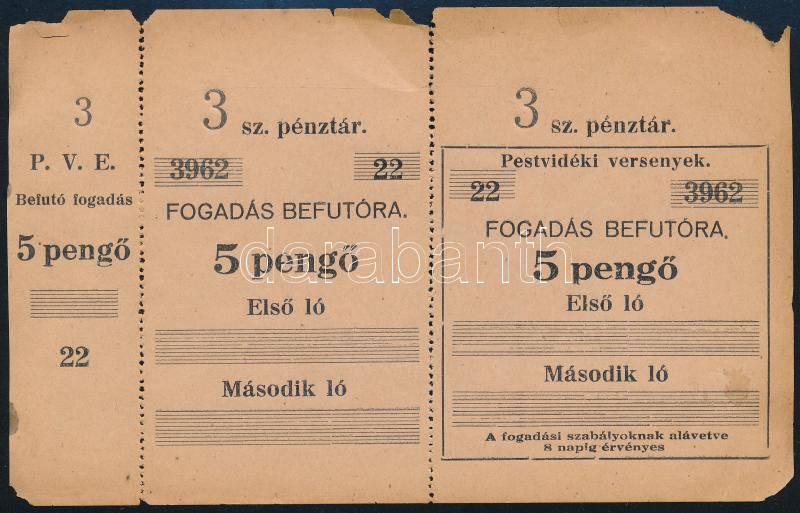 3
P. V. E.
Befutó fogadás
5 pengő
22
3 sz. pénztár.
3962 22
FOGADÁS BEFUTÓRA.
5 pengő
Első ló
Második ló
3 sz. pénztár.
Pestvidéki versenyek.
22 3962
FOGADÁS BEFUTÓRA.
5 pengő
Első ló
Második ló
A fogadási szabályoknak alávetve
8 napig érvényes
darabanth